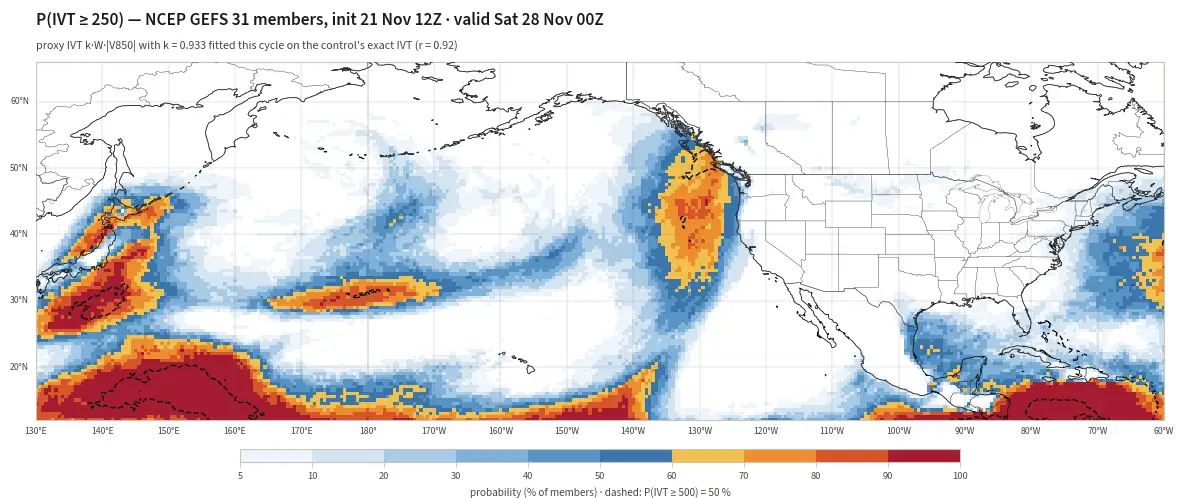 P(IVT ≥ 250) — NCEP GEFS 31 members, init 21 Nov 12Z · valid Sat 28 Nov 00Z
proxy IVT k·W·|V850| with k = 0.933 fitted this cycle on the control's exact IVT (r = 0.92)
60°N
50°N
40°N
30°N
20°N
130°E 140°E 150°E 160°E 170°E 180° 170°W 160°W 150°W 140°W 130°W 120°W 110°W 100°W 90°W 80°W 70°W 60°W
5 10 20 30 40 50 60 70 80 90 100
probability (% of members) · dashed: P(IVT ≥ 500) = 50 %